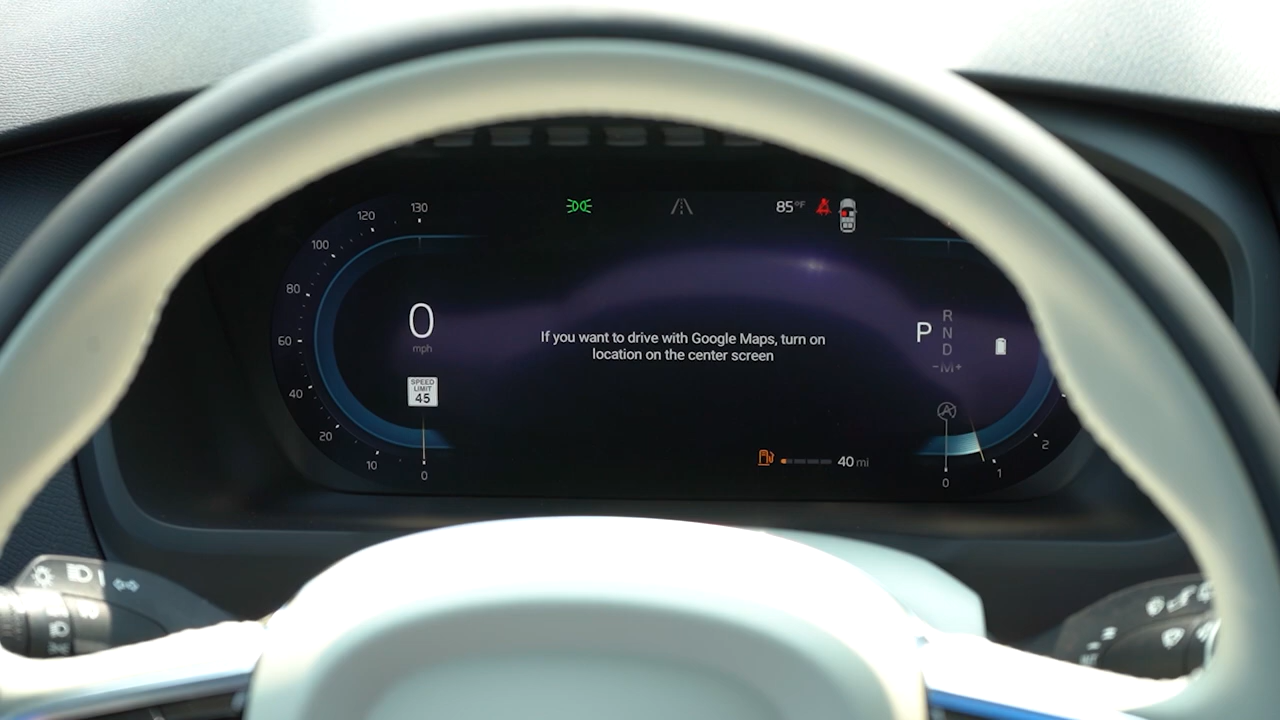 130
120
85°F
100
80
0
R
P
N
If you want to drive with Google Maps, turn on
60
mph
D
location on the center screen
-M+
SPEED
LIMIT
45
40
A
20
2
10
40 mi
1
0
0